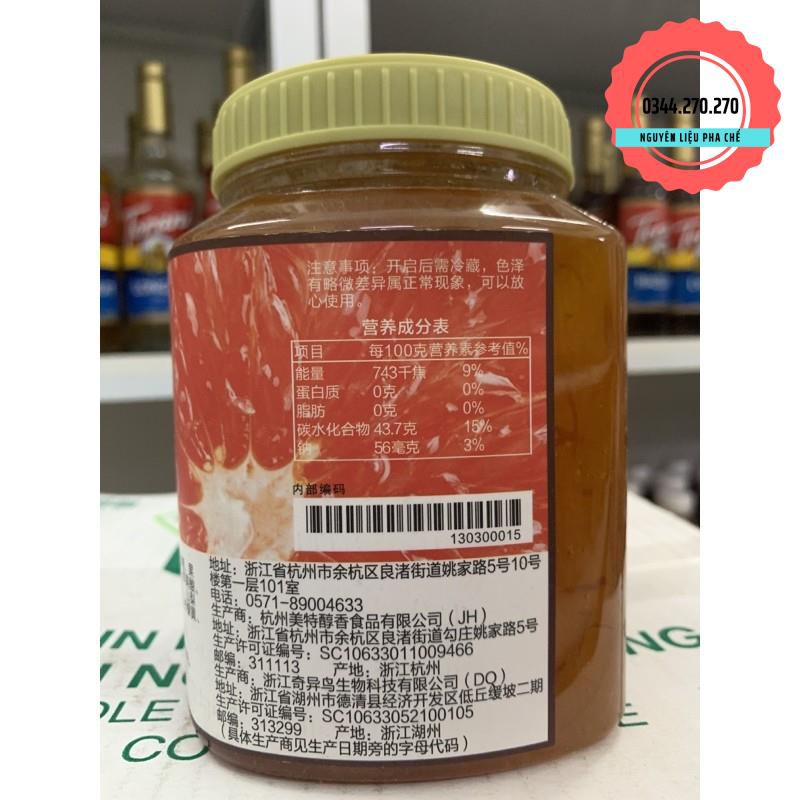 0344.270.270
NGUYÊN LIỆU PHA CHẾ
注意事项：开启后需冷藏，色泽
有略微差异属正常现象，可以放
心使用。
营养成分表
项目 每100克 营养素参考值%
能量 743千焦 9%
蛋白质 0克 0%
脂肪 0克 0%
碳水化合物 43.7克 15%
钠 56毫克 3%
内部编码
130300015
地址：浙江省杭州市余杭区良渚街道姚家路5号10号
楼第一层101室
电话：0571-89004633
生产商：杭州美特醇香食品有限公司（JH）
地址：浙江省杭州市余杭区良渚街道勾庄姚家路5号
生产许可证编号：SC10633011009466
邮编：311113 产地：浙江杭州
生产商：浙江奇异鸟生物科技有限公司（DQ）
地址：浙江省湖州市德清县经济开发区低丘缓坡二期
生产许可证编号：SC10633052100105
邮编：313299 产地：浙江湖州
（具体生产商见生产日期旁的字母代码）